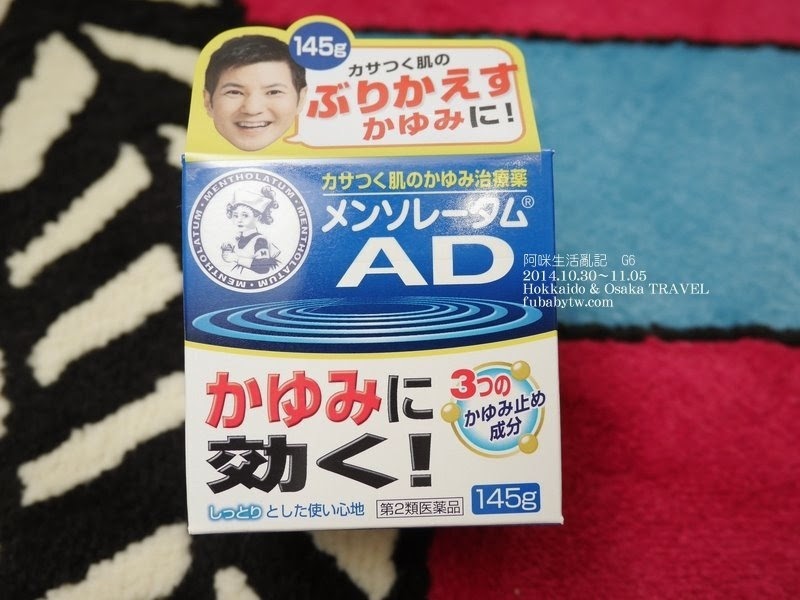 145g
カサつく肌の
ぶりかえす
かゆみに!
MENTHOLATUM · MENTHOLATUM · MENTHOLATUM
カサつく肌のかゆみ治療薬
メンソレータム®
AD
阿咪生活亂記 G6
2014.10.30~11.05
Hokkaido & Osaka TRAVEL
fubabytw.com
かゆみに
効く!
3つの
かゆみ止め
成分
しっとりとした使い心地
第2類医薬品
145g